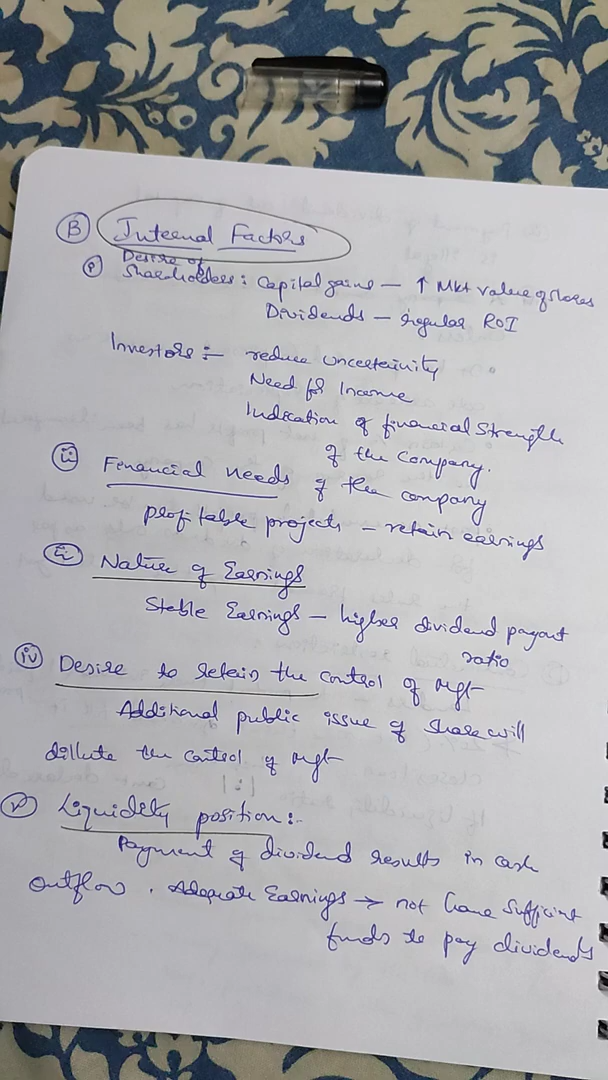 B Internal Factors
(i) Desire of
Shareholders : Capital gains – ↑ Mkt value of shares
Dividends – regular ROI
Investors :– reduce uncertainity
Need for Income
Indication of financial Strength
of the Company.
(ii) Financial needs of the company
profitable projects – retain earnings
(iii) Nature of Earnings
Stable Earnings – higher dividend payout
ratio
(iv) Desire to retain the control of mgt
Additional public issue of share will
dillute the control of mgt
(v) Liquidity position :-
Payment of dividend results in cash
outflow . Adequate Earnings → not have sufficient
funds to pay dividends